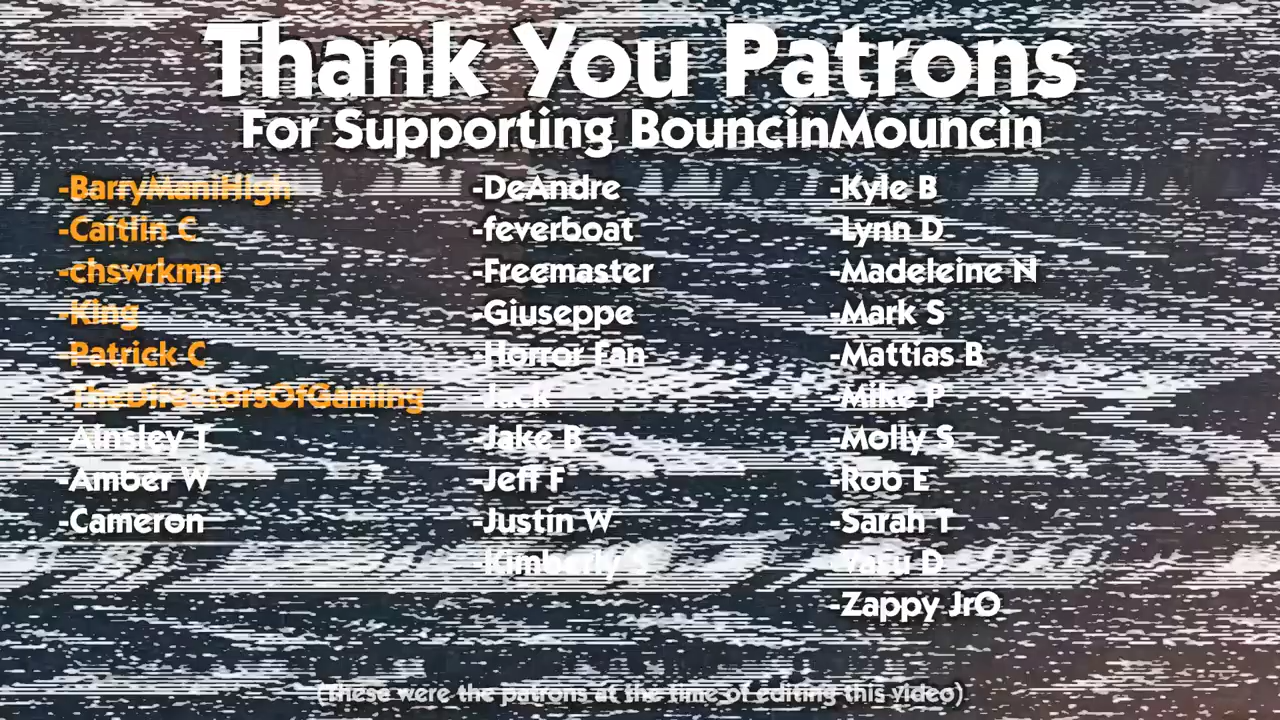 Thank You Patrons
For Supporting BouncinMouncin
-BarryManiHigh
-Caitlin C
-chswrkmn
-King
-Patrick C
-TheDirectorsOfGaming
-Ainsley T
-Amber W
-Cameron
-DeAndre
-feverboat
-Freemaster
-Giuseppe
-Horror Fan
-Jack
-Jake B
-Jeff F
-Justin W
-Kimberly S
-Kyle B
-Lynn D
-Madeleine N
-Mark S
-Mattias B
-Mike P
-Molly S
-Rob E
-Sarah T
D
-Zappy JrO
(These were the patrons at the time of editing this video)